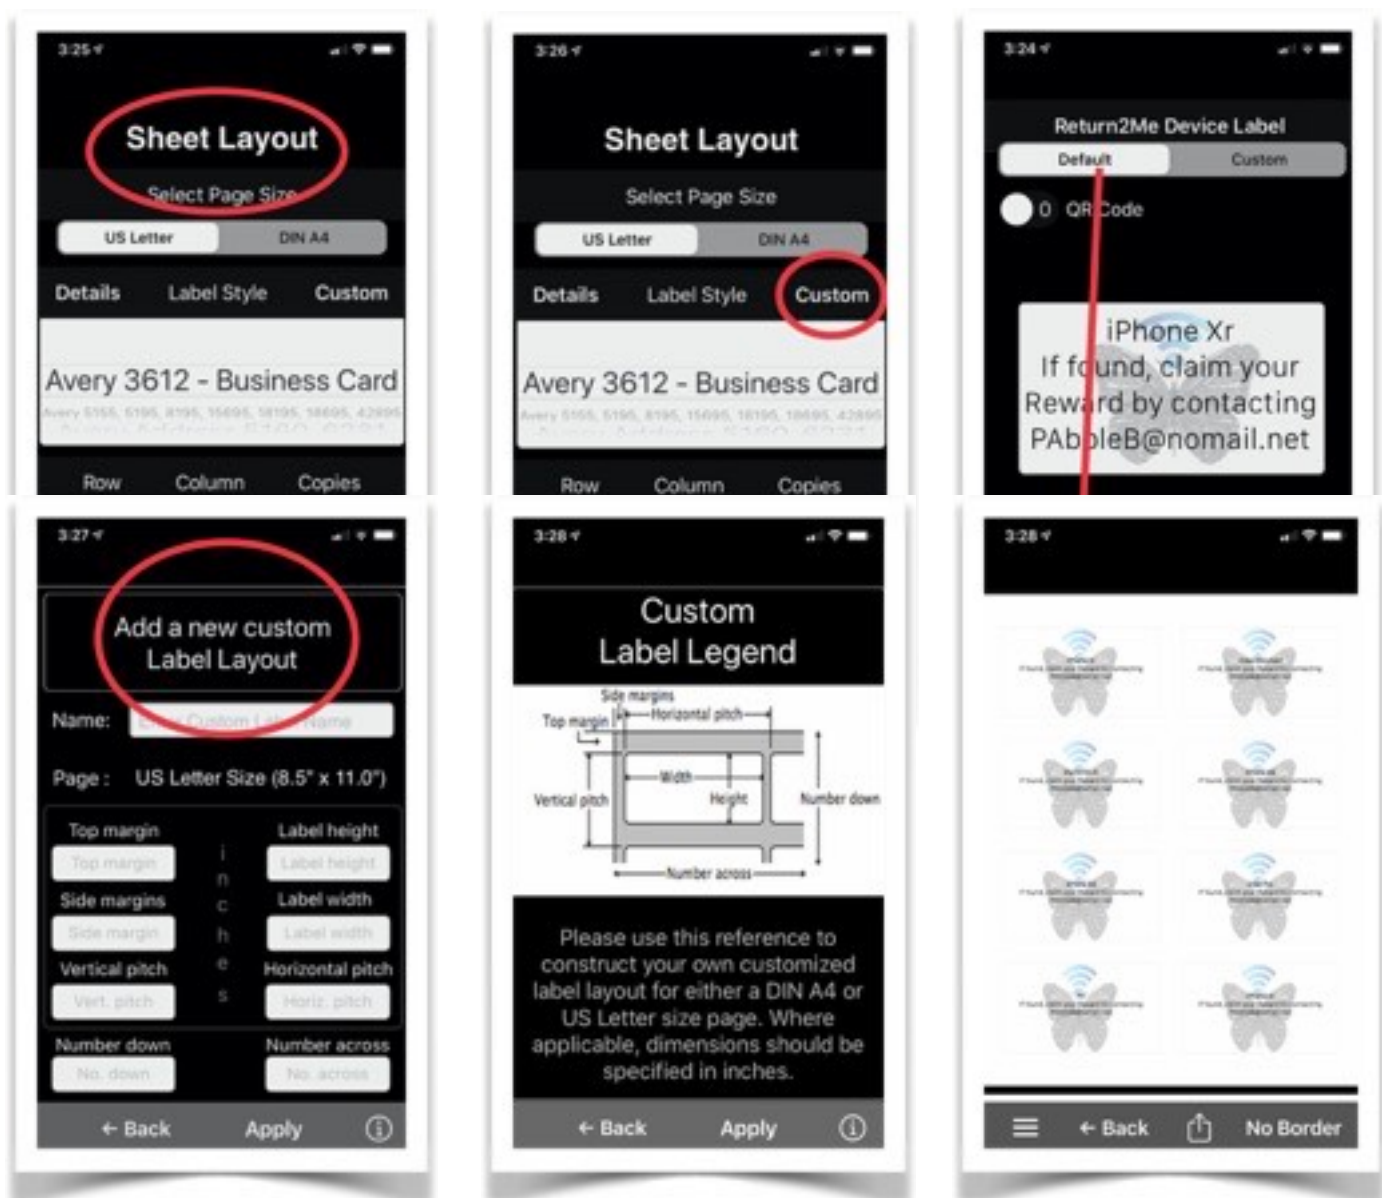 3:25
Sheet Layout
Select Page Size
US Letter
DIN A4
Details
Label Style
Custom
Avery 3612 - Business Card
Row
Column
Copies
3:26
Sheet Layout
Select Page Size
US Letter
DIN A4
Details
Label Style
Custom
Avery 3612 - Business Card
Row
Column
Copies
3:24
Return2Me Device Label
Default
Custom
0 QR Code
iPhone Xr
If found, claim your
Reward by contacting
PAbbleB@nomail.net
3:27
Add a new custom
Label Layout
Name:
Enter Custom Label Name
Page : US Letter Size (8.5" x 11.0")
Top margin
Label height
Top margin
Label height
inches
Side margins
Label width
Side margin
Label width
Vertical pitch
Horizontal pitch
Vert. pitch
Horiz. pitch
Number down
Number across
No. down
No. across
← Back
Apply
3:28
Custom
Label Legend
Side margins
Top margin
Horizontal pitch
Width
Vertical pitch
Height
Number down
Number across
Please use this reference to
construct your own customized
label layout for either a DIN A4 or
US Letter size page. Where
applicable, dimensions should be
specified in inches.
← Back
Apply
3:28
← Back
No Border